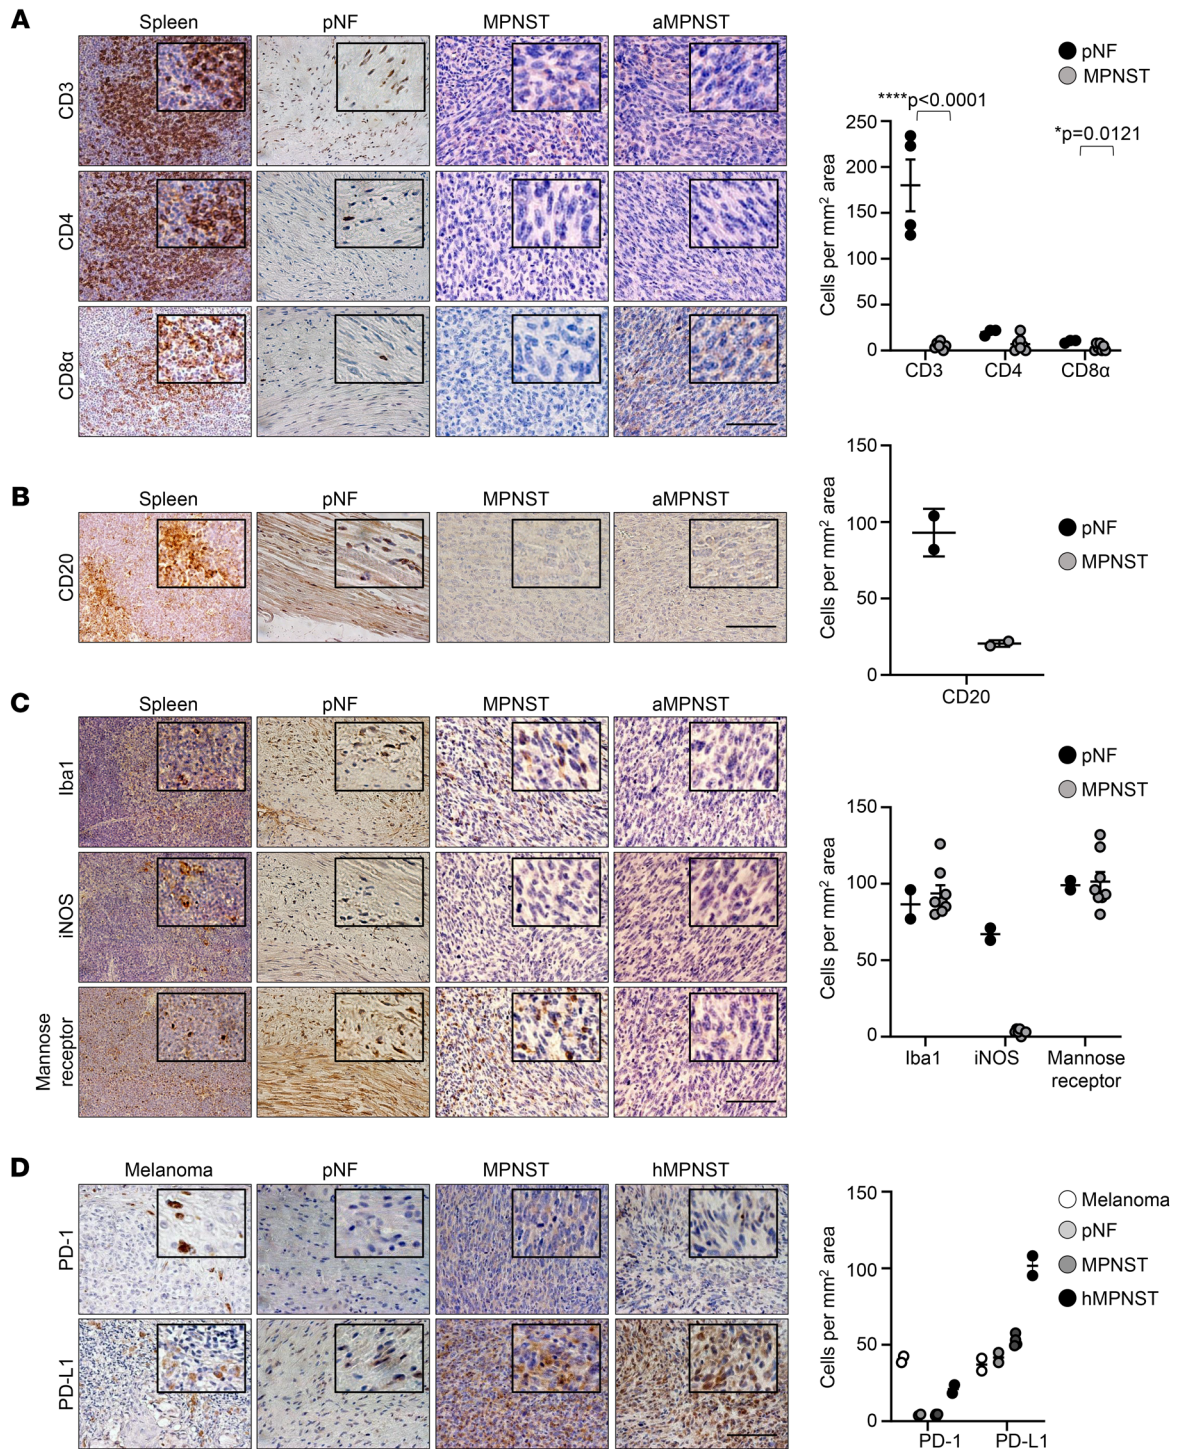 A
Spleen pNF MPNST aMPNST
CD3
CD4
CD8α
pNF
MPNST
****p<0.0001
*p=0.0121
Cells per mm² area
250
200
150
100
50
0
CD3 CD4 CD8α
B
Spleen pNF MPNST aMPNST
CD20
Cells per mm² area
150
100
50
0
CD20
pNF
MPNST
C
Spleen pNF MPNST aMPNST
Iba1
iNOS
Mannose
receptor
pNF
MPNST
Cells per mm² area
150
100
50
0
Iba1 iNOS Mannose
receptor
D
Melanoma pNF MPNST hMPNST
PD-1
PD-L1
Cells per mm² area
150
100
50
0
PD-1 PD-L1
Melanoma
pNF
MPNST
hMPNST